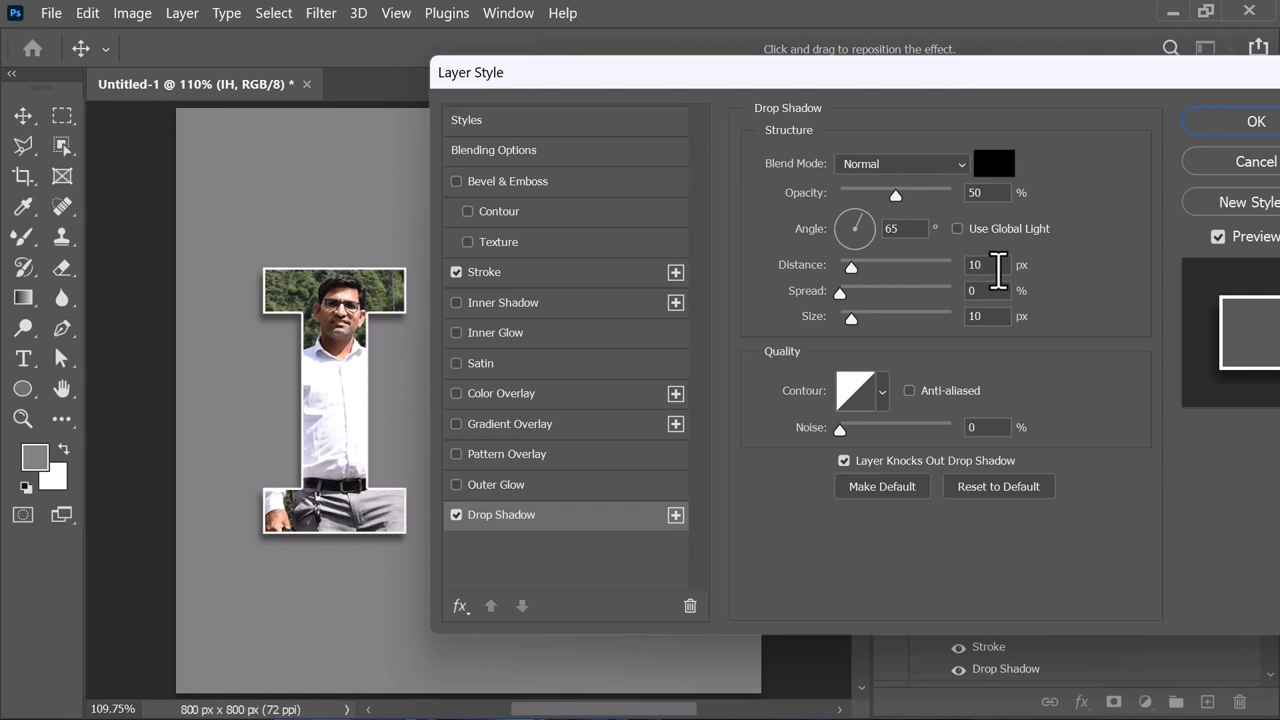 Ps File Edit Image Layer Type Select Filter 3D View Plugins Window Help
Click and drag to reposition the effect.
Untitled-1 @ 110% (IH, RGB/8) *
Layer Style
Styles
Blending Options
Bevel & Emboss
Contour
Texture
Stroke
Inner Shadow
Inner Glow
Satin
Color Overlay
Gradient Overlay
Pattern Overlay
Outer Glow
Drop Shadow
fx
Drop Shadow
Structure
Blend Mode: Normal
Opacity: 50 %
Angle: 65 ° Use Global Light
Distance: 10 px
Spread: 0 %
Size: 10 px
Quality
Contour: Anti-aliased
Noise: 0 %
Layer Knocks Out Drop Shadow
Make Default Reset to Default
OK
Cancel
New Style
Preview
Stroke
Drop Shadow
fx
109.75% 800 px x 800 px (72 ppi)